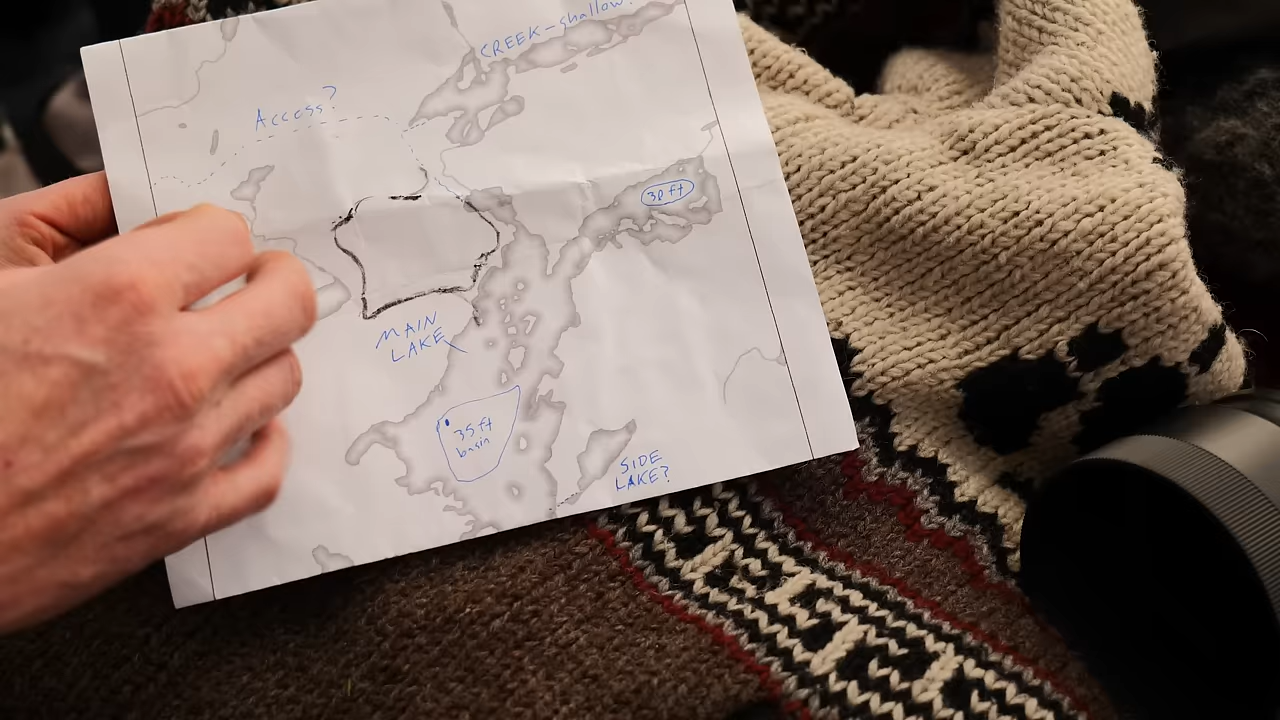 CREEK-shallow?
Access?
30 ft
MAIN
LAKE
35 ft
basin
SIDE
LAKE?